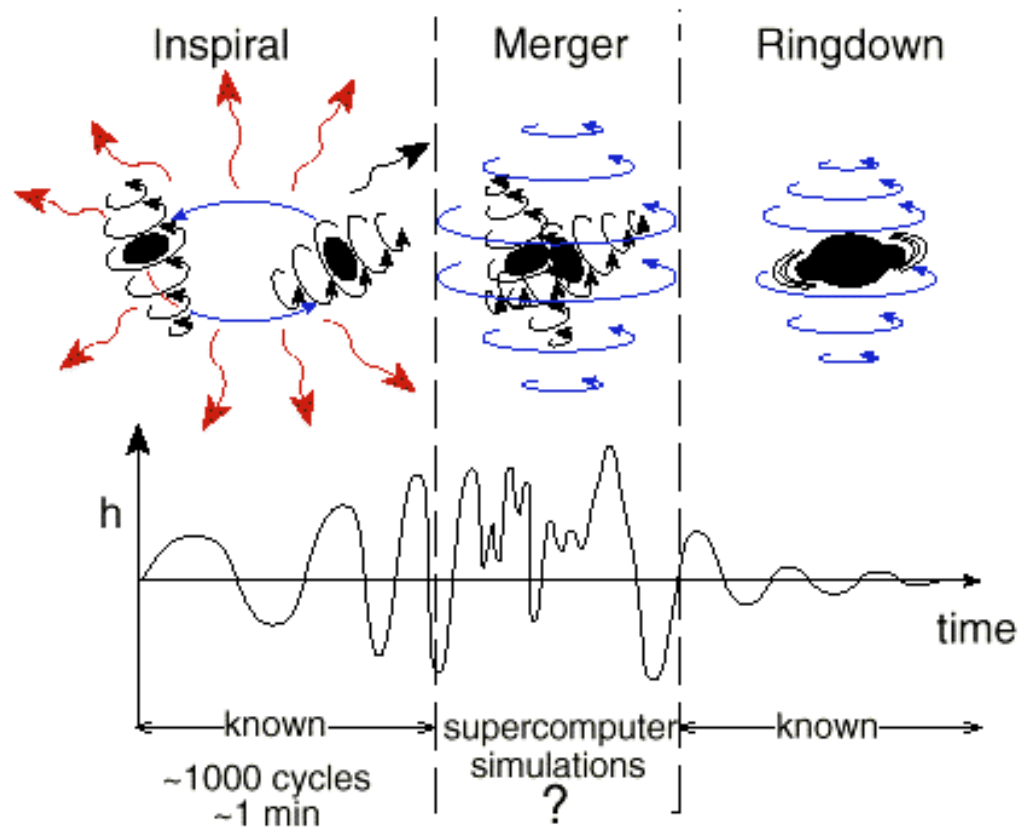 Inspiral
Merger
Ringdown
h
time
known
supercomputer
simulations
?
known
~1000 cycles
~1 min